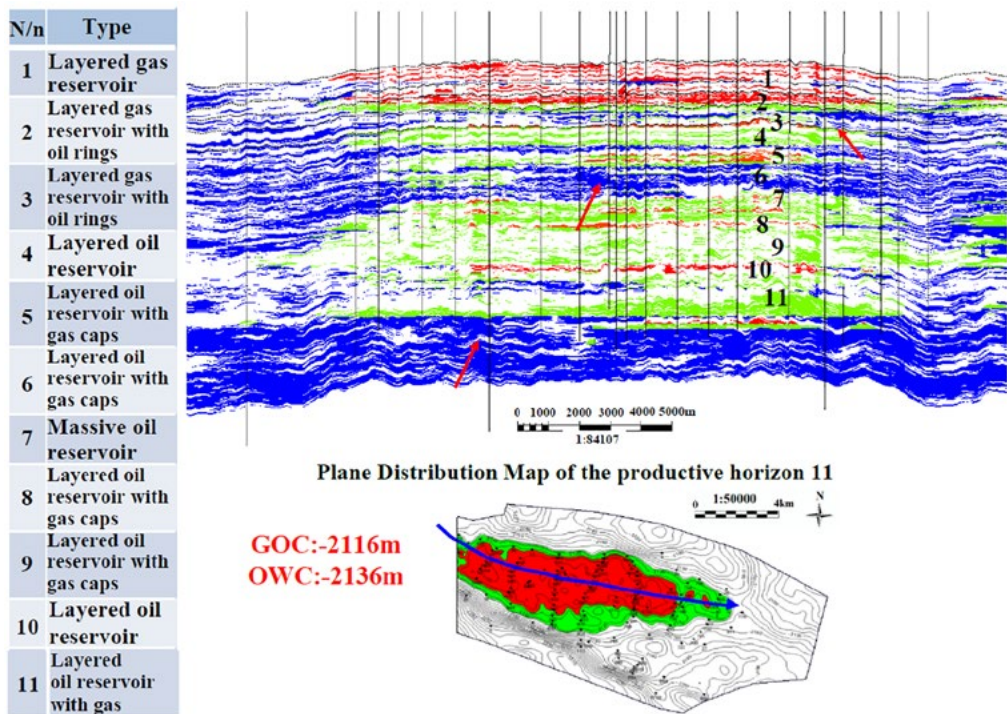 N/n Type
1 Layered gas
reservoir
2 Layered gas
reservoir with
oil rings
3 Layered gas
reservoir with
oil rings
4 Layered oil
reservoir
5 Layered oil
reservoir with
gas caps
6 Layered oil
reservoir with
gas caps
7 Massive oil
reservoir
8 Layered oil
reservoir with
gas caps
9 Layered oil
reservoir with
gas caps
10 Layered oil
reservoir
11 Layered
oil reservoir
with gas
1
2
3
4
5
6
7
8
9
10
11
0 1000 2000 3000 4000 5000m
1:84107
Plane Distribution Map of the productive horizon 11
0 1:50000 4km
N
GOC:-2116m
OWC:-2136m